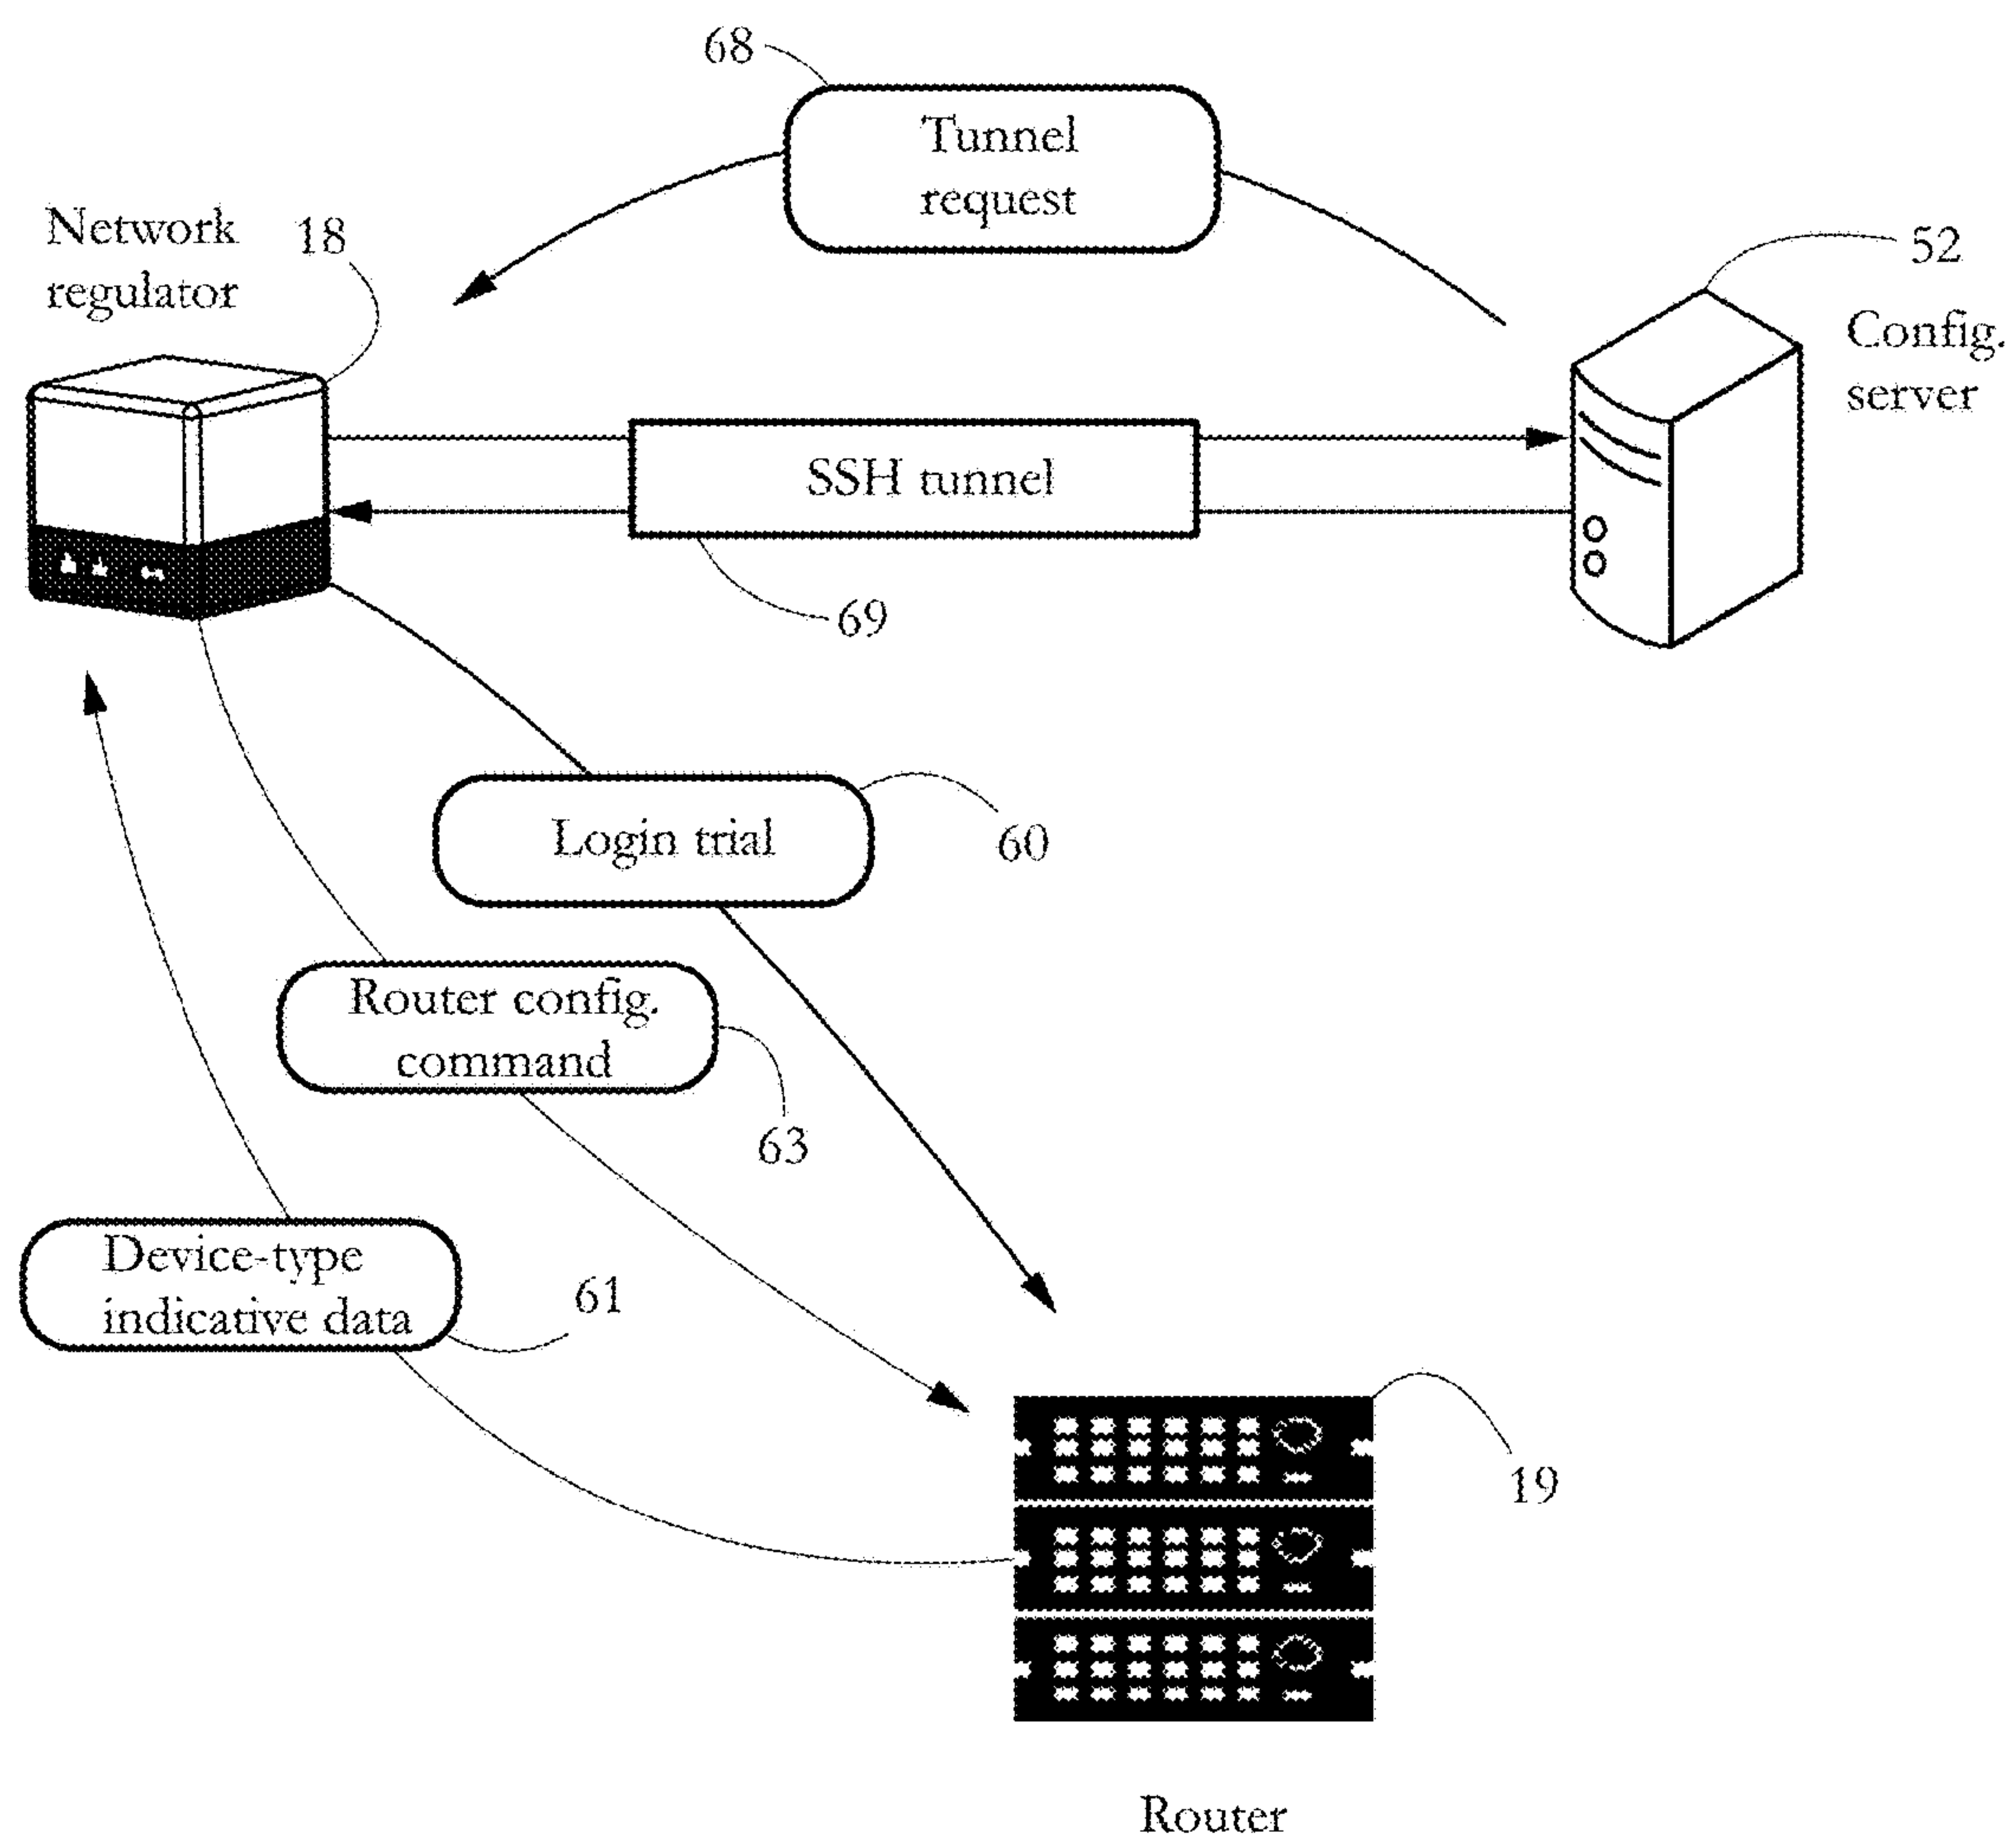 68
Tunnel
request
Network
regulator
18
52
Config.
server
SSH tunnel
69
Login trial
60
Router config.
command
63
Device-type
indicative data
61
19
Router